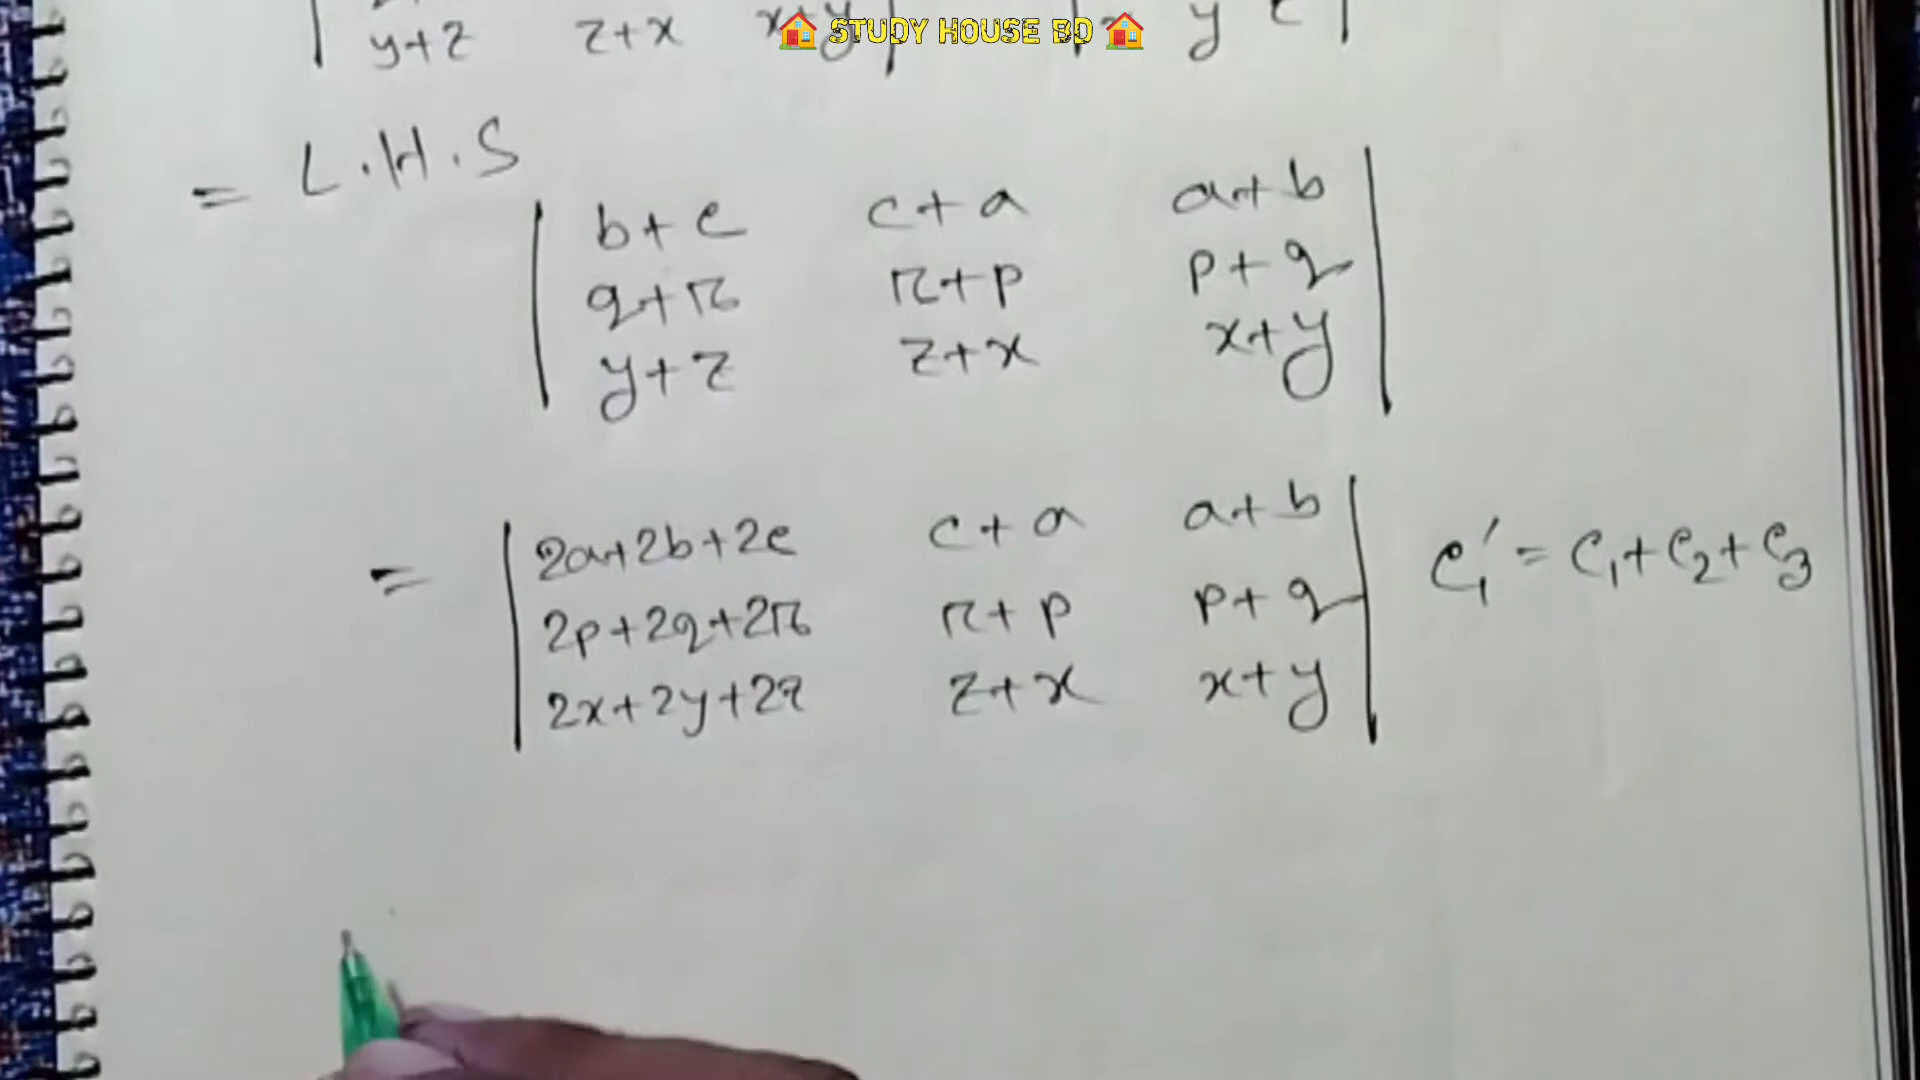 🏠 STUDY HOUSE BD 🏠
y+z z+x x+y | y z |
= L.H.S
| b+c c+a a+b |
| q+r r+p p+q |
| y+z z+x x+y |
= | 2a+2b+2c c+a a+b | C₁′ = C₁+C₂+C₃
| 2p+2q+2r r+p p+q |
| 2x+2y+2z z+x x+y |